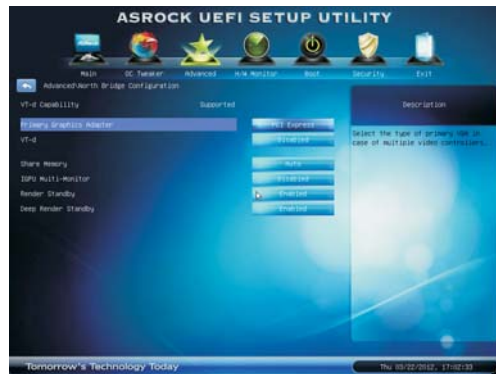 ASROCK UEFI SETUP UTILITY
Main OC Tweaker Advanced H/W Monitor Boot Security Exit
Advanced\North Bridge Configuration
VT-d Capability Supported
Description
Primary Graphics Adapter PCI Express
Select the type of primary VGA in
case of multiple video controllers.
VT-d Disabled
Share Memory Auto
IGPU Multi-Monitor Disabled
Render Standby Enabled
Deep Render Standby Enabled
Tomorrow's Technology Today
Thu 03/22/2012, 17:02:33